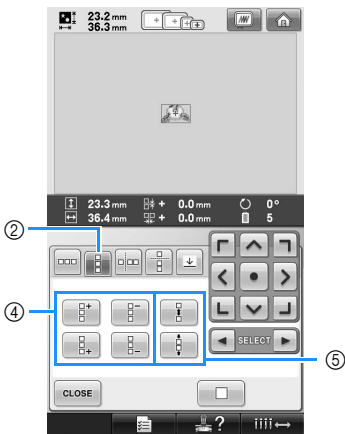 23.2 mm
36.3 mm
23.3 mm + 0.0 mm 0°
36.4 mm + 0.0 mm 5
②
④
⑤
SELECT
CLOSE
?